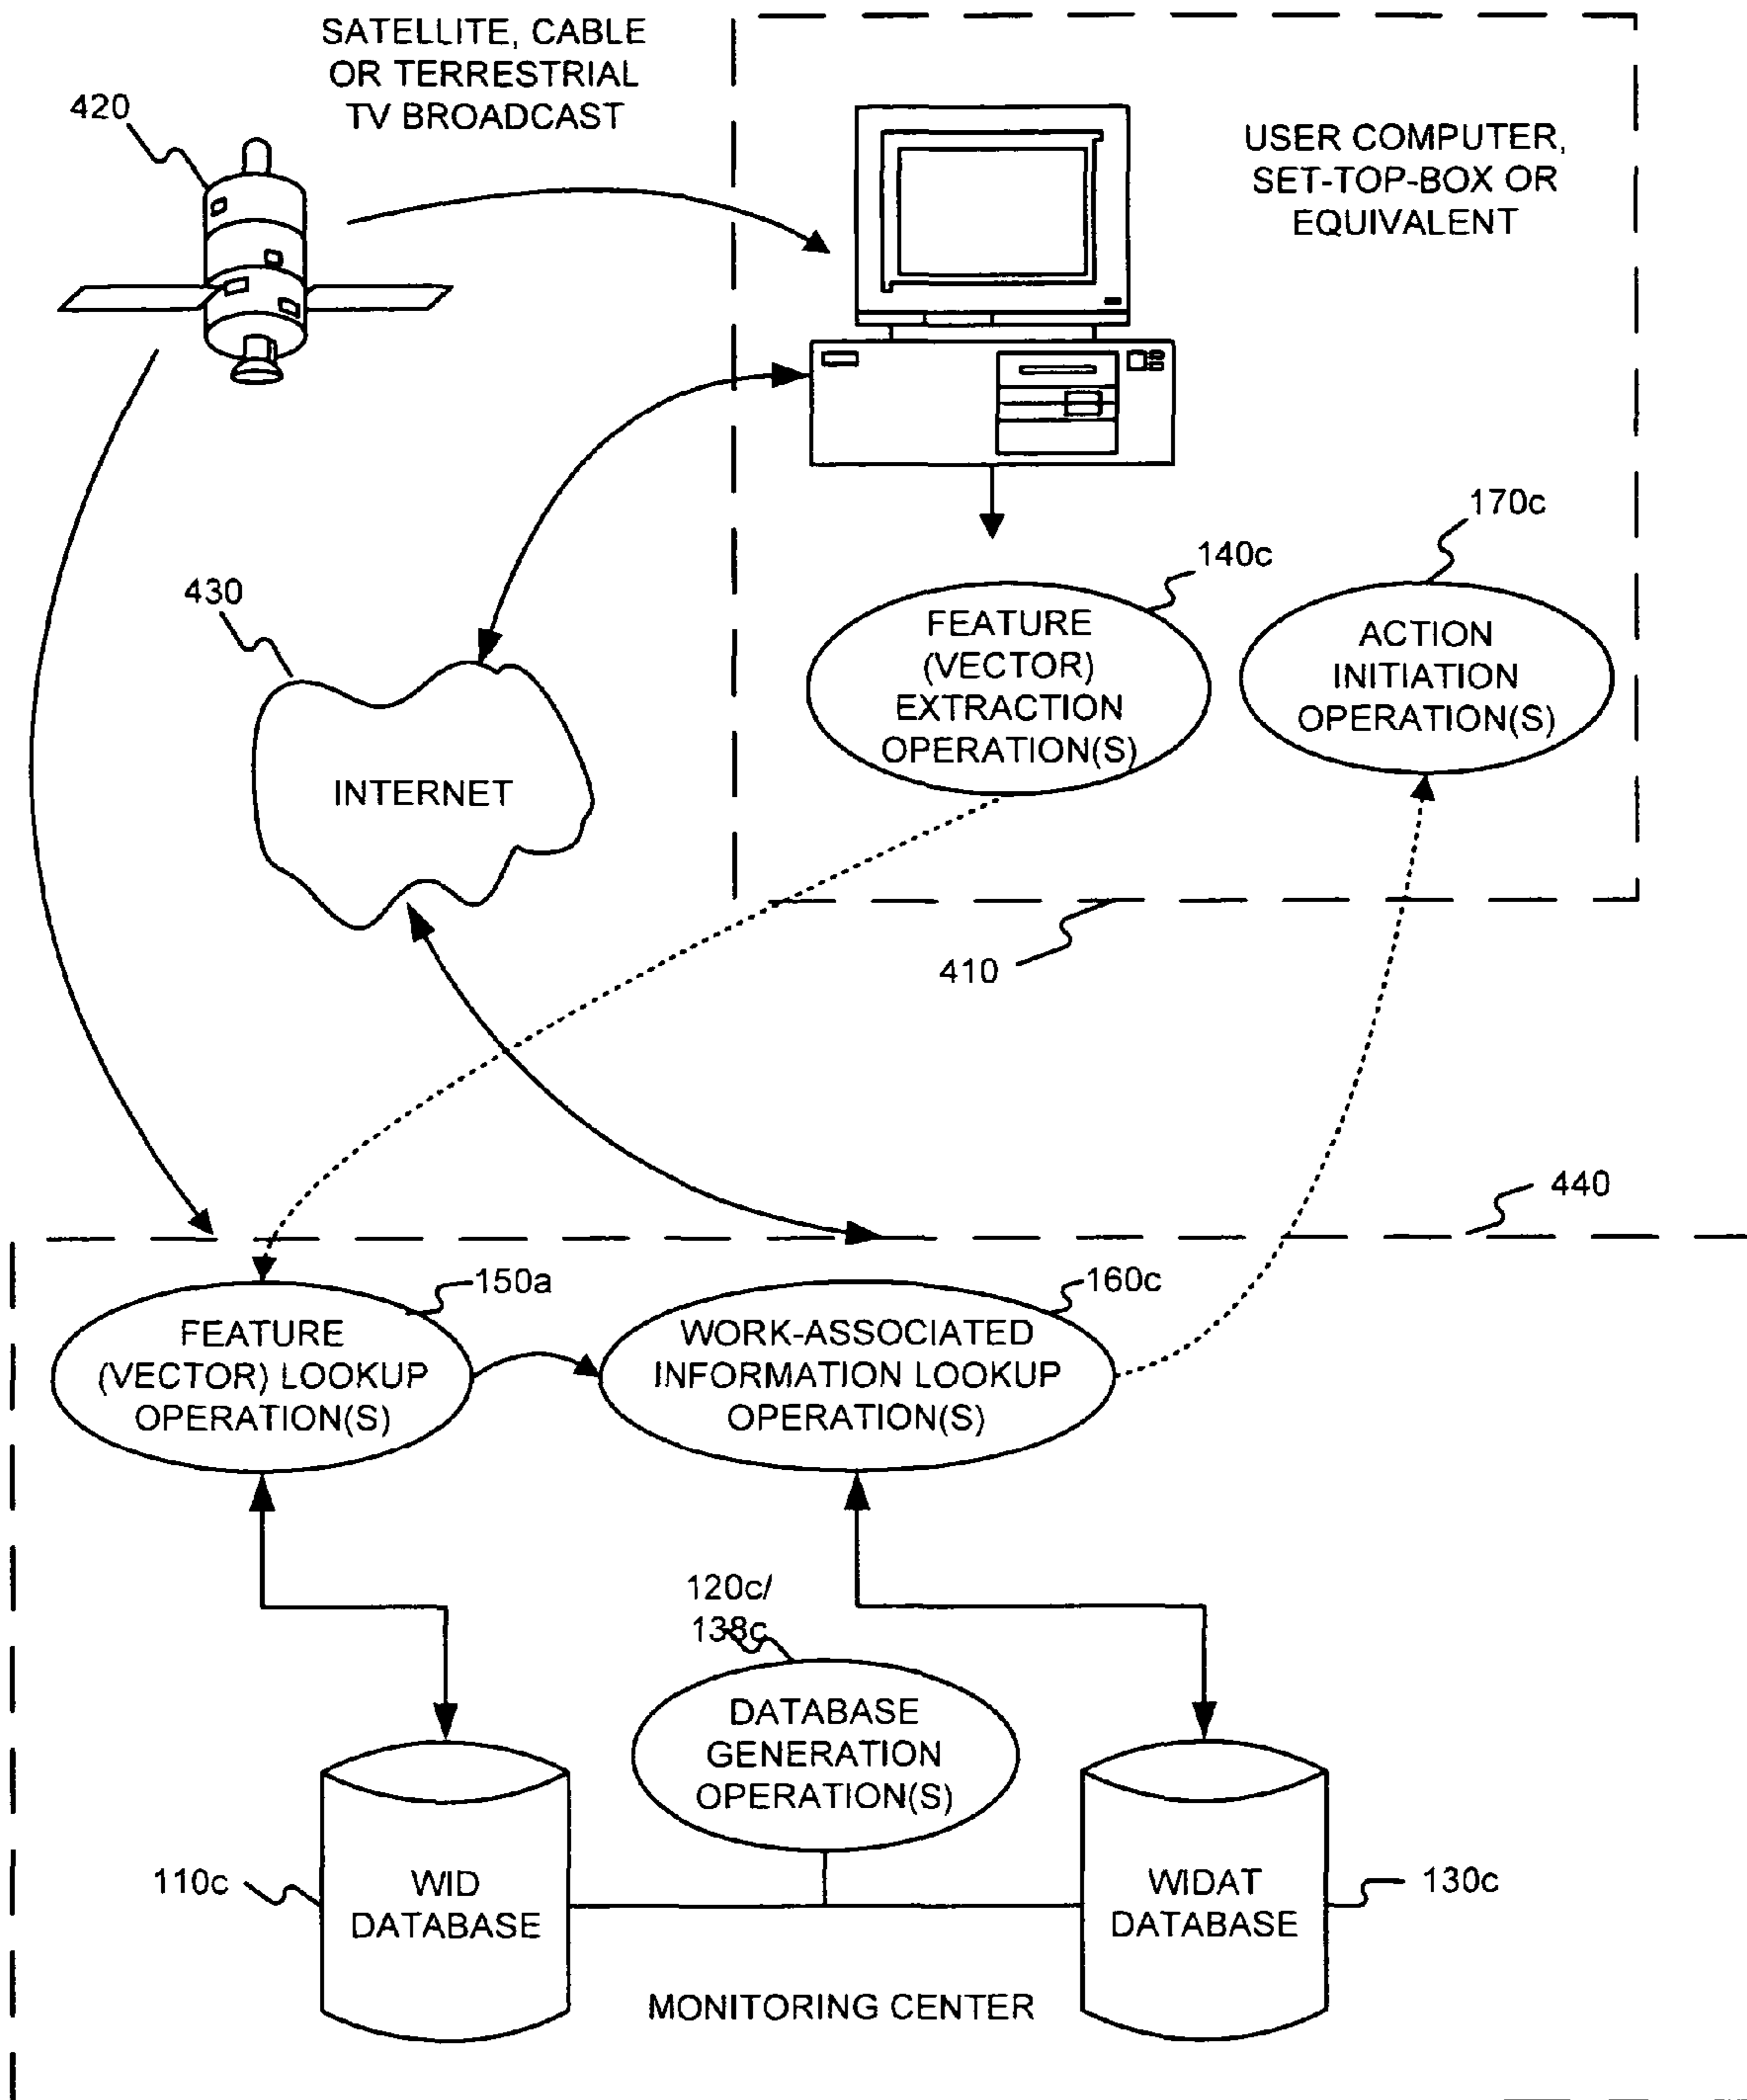 SATELLITE, CABLE
OR TERRESTRIAL
TV BROADCAST
420
USER COMPUTER,
SET-TOP-BOX OR
EQUIVALENT
170c
140c
430
FEATURE
(VECTOR)
EXTRACTION
OPERATION(S)
ACTION
INITIATION
OPERATION(S)
INTERNET
410
440
150a
160c
FEATURE
(VECTOR) LOOKUP
OPERATION(S)
WORK-ASSOCIATED
INFORMATION LOOKUP
OPERATION(S)
120c/
138c
DATABASE
GENERATION
OPERATION(S)
110c
WID
DATABASE
WIDAT
DATABASE
130c
MONITORING CENTER